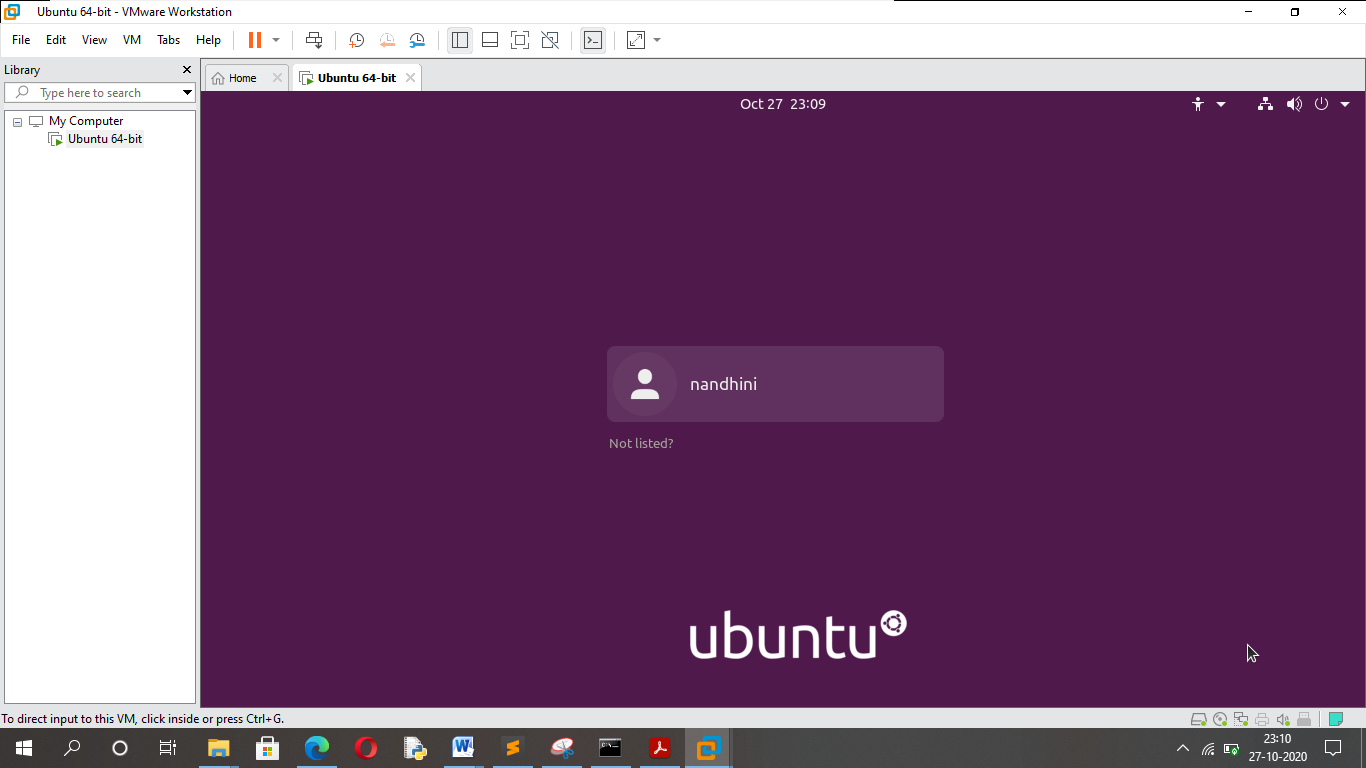 Ubuntu 64-bit - VMware Workstation
File Edit View VM Tabs Help
Library
Type here to search
My Computer
Ubuntu 64-bit
Home
Ubuntu 64-bit
Oct 27 23:09
nandhini
Not listed?
ubuntu
To direct input to this VM, click inside or press Ctrl+G.
23:10
27-10-2020